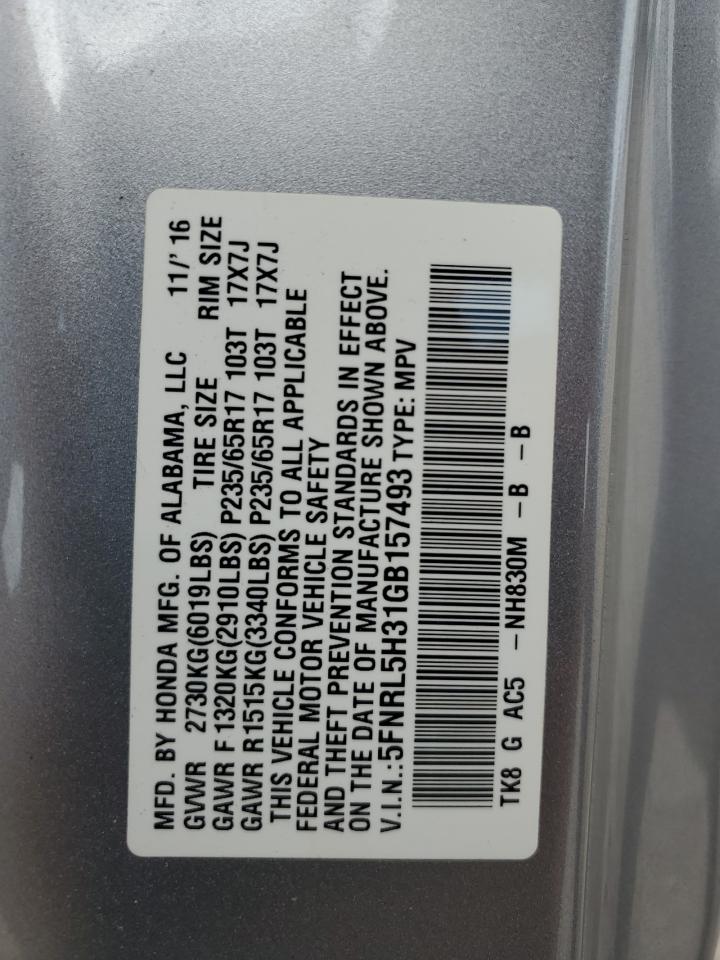 MFD. BY HONDA MFG. OF ALABAMA, LLC 11/' 16
GVWR 2730KG(6019LBS) TIRE SIZE RIM SIZE
GAWR F 1320KG(2910LBS) P235/65R17 103T 17X7J
GAWR R 1515KG(3340LBS) P235/65R17 103T 17X7J
THIS VEHICLE CONFORMS TO ALL APPLICABLE
FEDERAL MOTOR VEHICLE SAFETY
AND THEFT PREVENTION STANDARDS IN EFFECT
ON THE DATE OF MANUFACTURE SHOWN ABOVE.
V.I.N.:5FNRL5H31GB157493 TYPE: MPV
TK8 G AC5 -NH830M -B -B